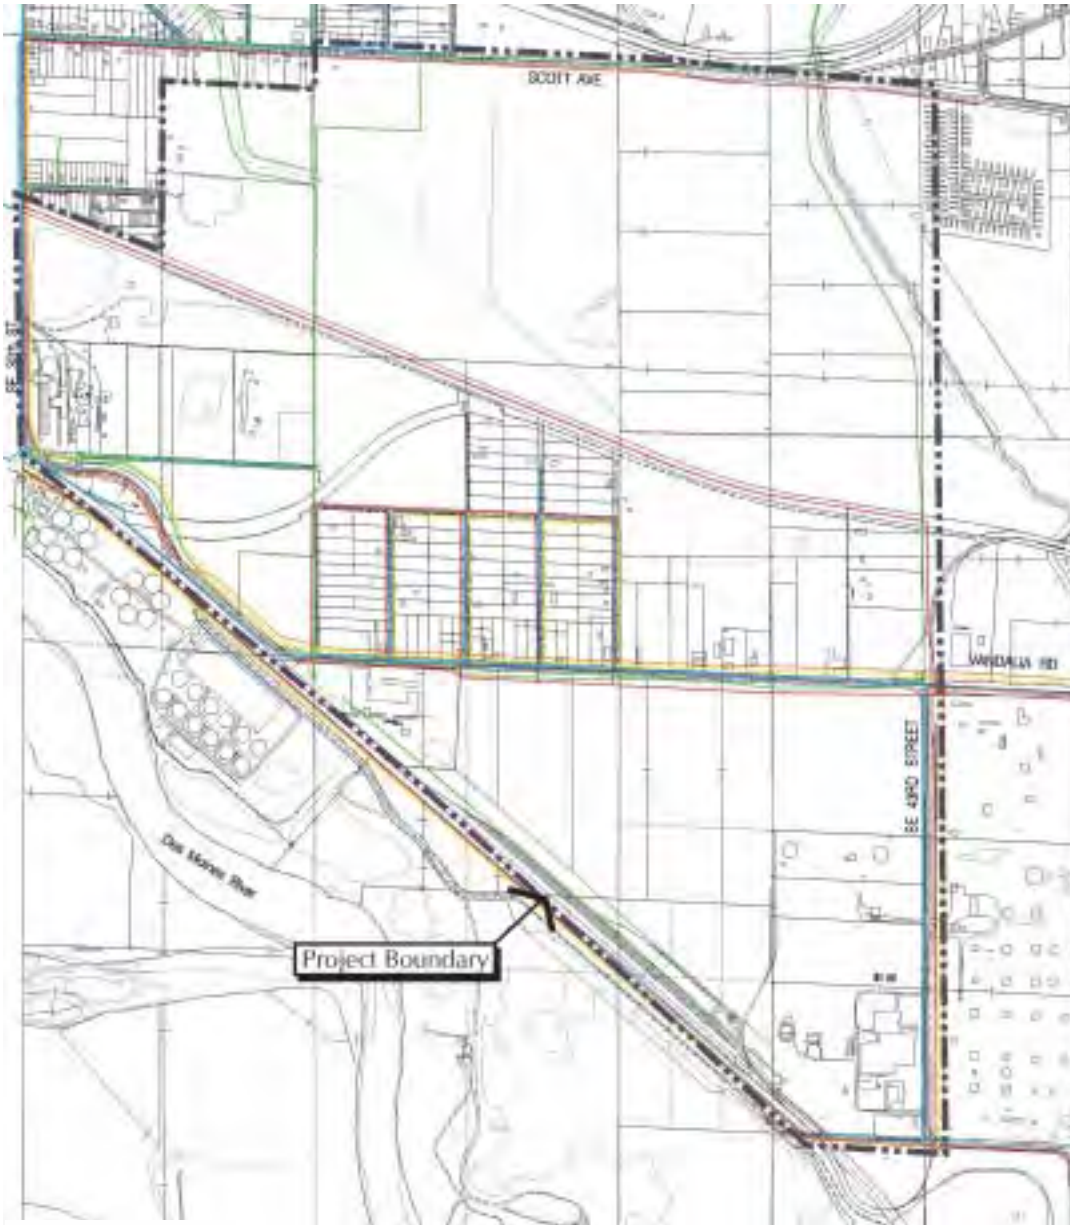 SCOTT AVE
SE 30th ST
VANDALIA RD
SE 43RD STREET
Des Moines River
Project Boundary